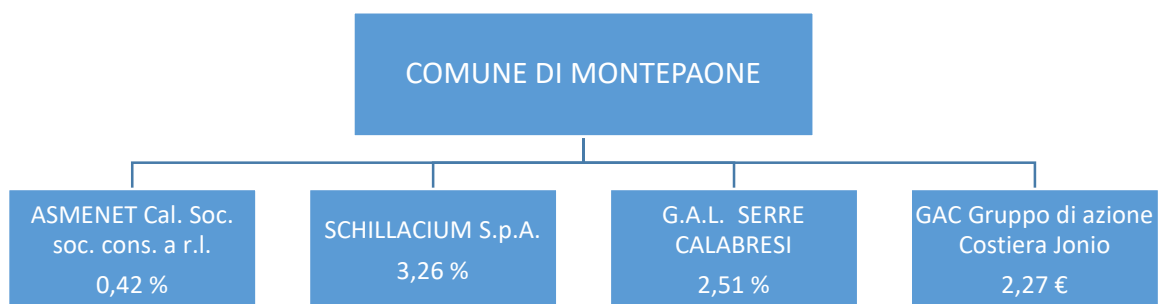 COMUNE DI MONTEPAONE
ASMENET Cal. Soc.
soc. cons. a r.l.
0,42 %
SCHILLACIUM S.p.A.
3,26 %
G.A.L. SERRE
CALABRESI
2,51 %
GAC Gruppo di azione
Costiera Jonio
2,27 €